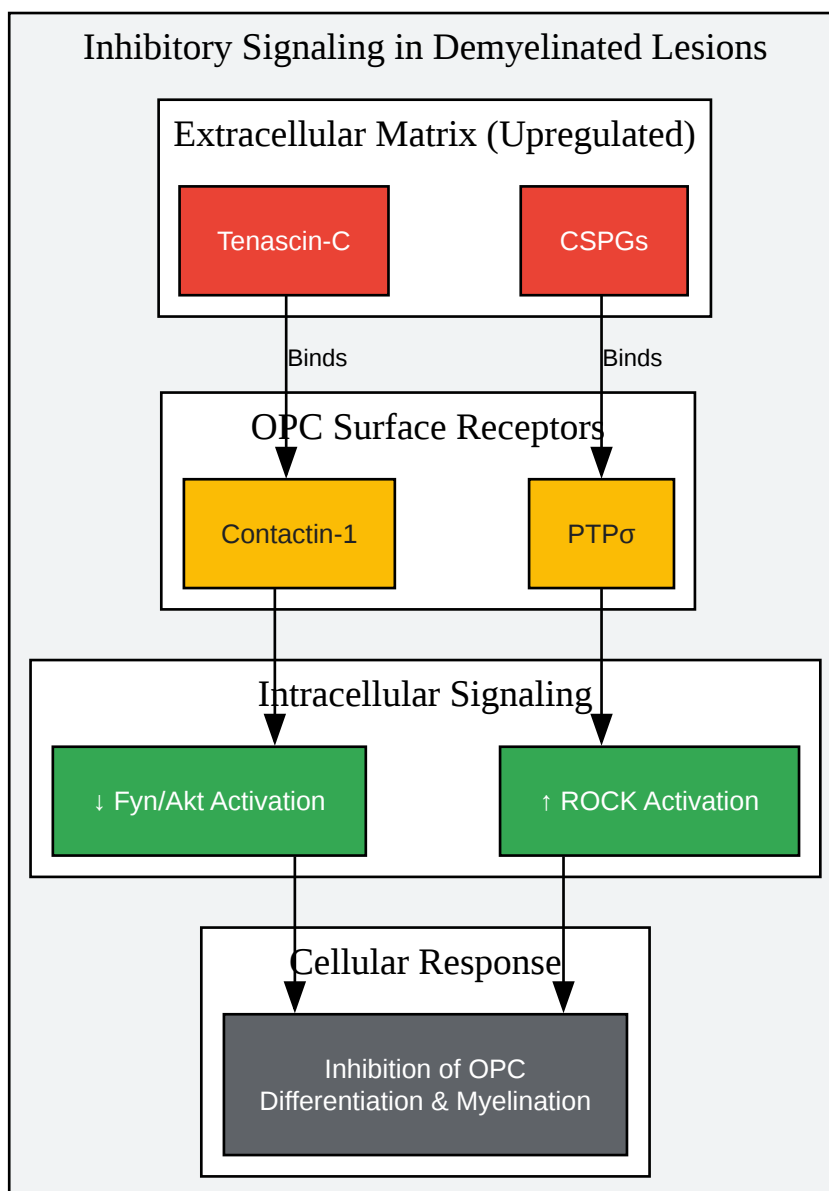 Inhibitory Signaling in Demyelinated Lesions
Extracellular Matrix (Upregulated)
Tenascin-C
CSPGs
Binds
Binds
OPC Surface Receptors
Contactin-1
PTPσ
Intracellular Signaling
↓ Fyn/Akt Activation
↑ ROCK Activation
Cellular Response
Inhibition of OPC
Differentiation & Myelination